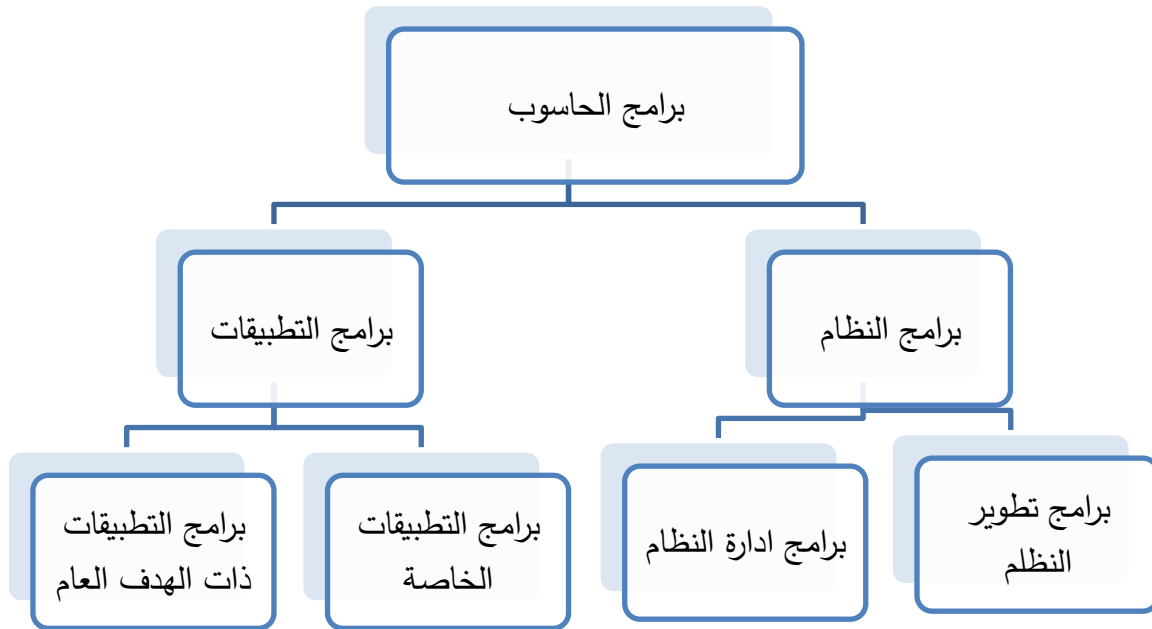 برامج الحاسوب
برامج النظام
برامج التطبيقات
برامج تطوير
النظلم
برامج ادارة النظام
برامج التطبيقات
الخاصة
برامج التطبيقات
ذات الهدف العام